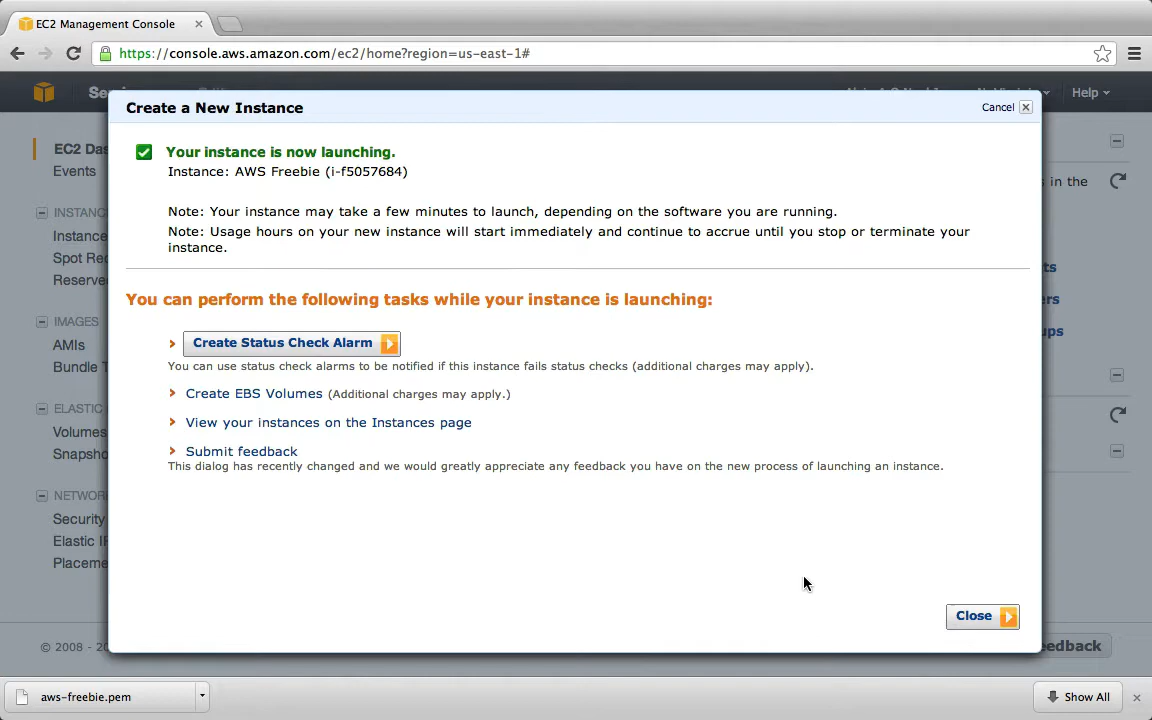 EC2 Management Console
https://console.aws.amazon.com/ec2/home?region=us-east-1#
Help
Create a New Instance
Cancel
Your instance is now launching.
Instance: AWS Freebie (i-f5057684)
Note: Your instance may take a few minutes to launch, depending on the software you are running.
Note: Usage hours on your new instance will start immediately and continue to accrue until you stop or terminate your
instance.
You can perform the following tasks while your instance is launching:
Create Status Check Alarm
You can use status check alarms to be notified if this instance fails status checks (additional charges may apply).
Create EBS Volumes (Additional charges may apply.)
View your instances on the Instances page
Submit feedback
This dialog has recently changed and we would greatly appreciate any feedback you have on the new process of launching an instance.
Close
EC2 Das
Events
INSTANC
Instance
Spot Re
Reserve
IMAGES
AMIs
Bundle T
ELASTIC
Volumes
Snapsho
NETWOR
Security
Elastic I
Placeme
in the
ts
ers
ups
© 2008 - 20
eedback
aws-freebie.pem
Show All